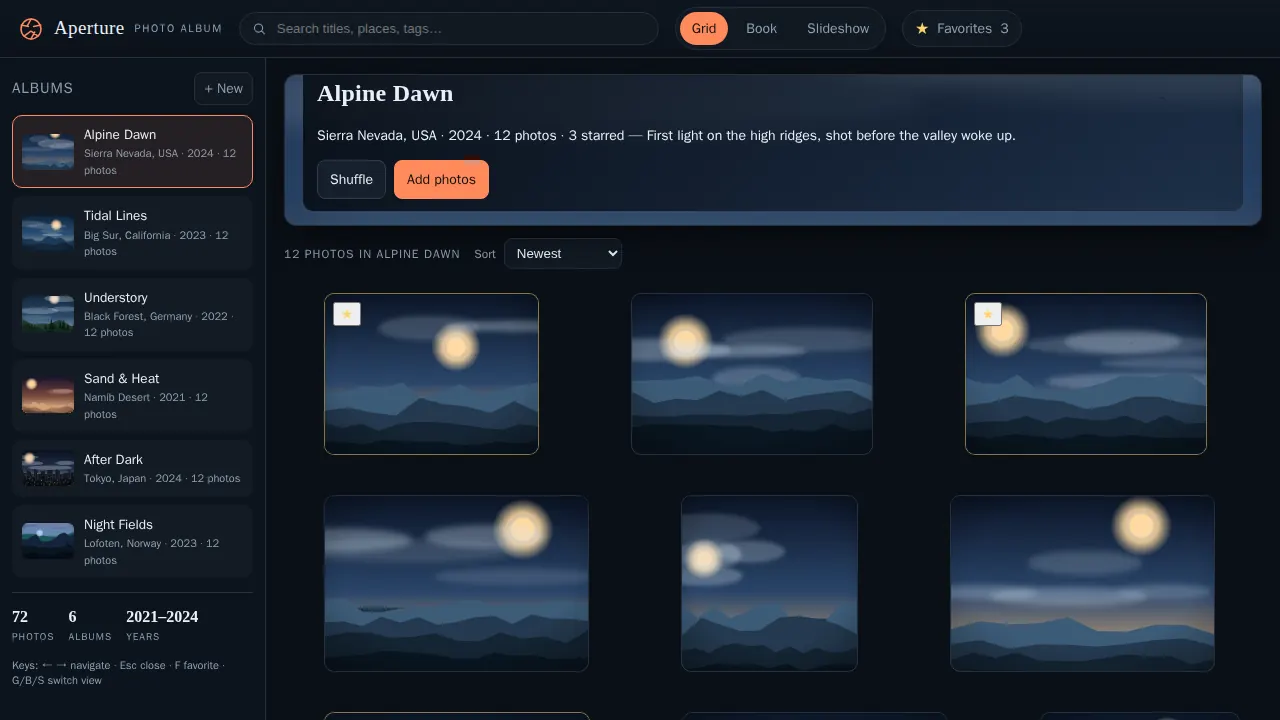 Aperture PHOTO ALBUM
Search titles, places, tags…
Grid Book Slideshow
★ Favorites 3
ALBUMS
+ New
Alpine Dawn
Sierra Nevada, USA · 2024 · 12
photos
Tidal Lines
Big Sur, California · 2023 · 12
photos
Understory
Black Forest, Germany · 2022 ·
12 photos
Sand & Heat
Namib Desert · 2021 · 12
photos
After Dark
Tokyo, Japan · 2024 · 12 photos
Night Fields
Lofoten, Norway · 2023 · 12
photos
72 6 2021–2024
PHOTOS ALBUMS YEARS
Keys: ← → navigate · Esc close · F favorite ·
G/B/S switch view
Alpine Dawn
Sierra Nevada, USA · 2024 · 12 photos · 3 starred — First light on the high ridges, shot before the valley woke up.
Shuffle Add photos
12 PHOTOS IN ALPINE DAWN Sort Newest